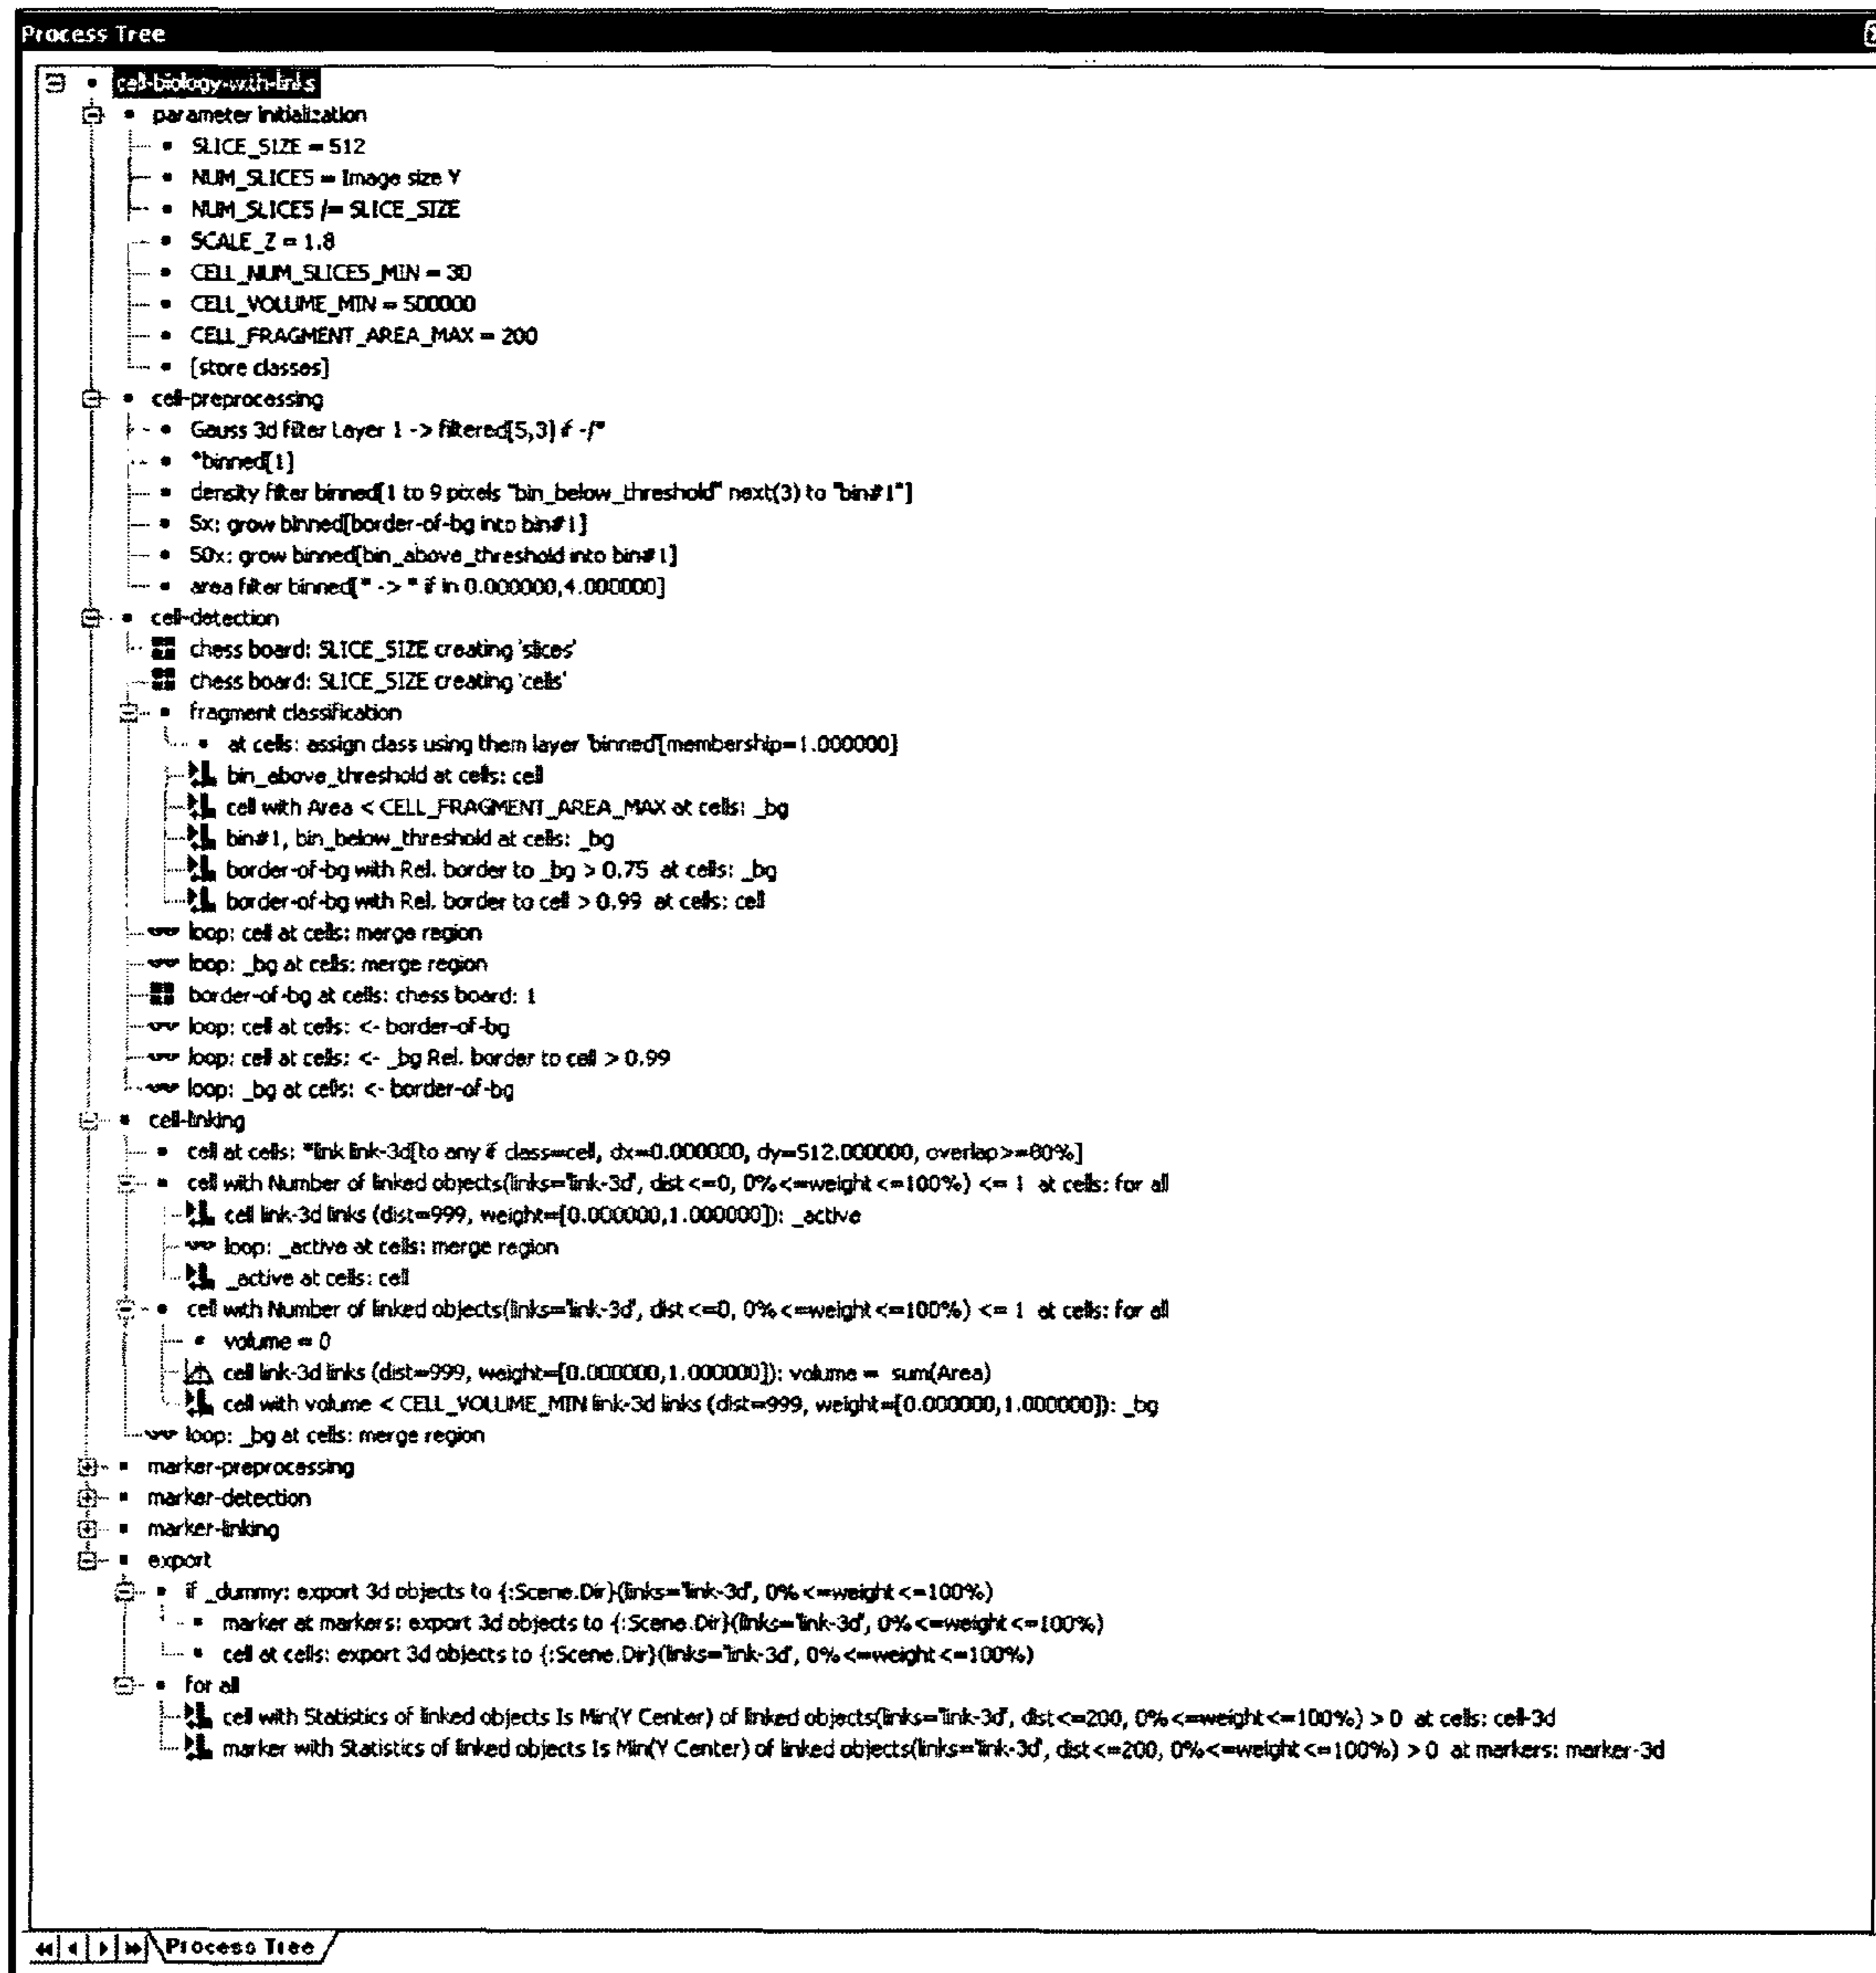 Process Tree
cell-biology-with-links
parameter initialization
SLICE_SIZE = 512
NUM_SLICES = Image size Y
NUM_SLICES /= SLICE_SIZE
SCALE_Z = 1.8
CELL_NUM_SLICES_MIN = 30
CELL_VOLUME_MIN = 500000
CELL_FRAGMENT_AREA_MAX = 200
[store classes]
cell-preprocessing
Gauss 3d filter Layer 1 -> filtered[5,3] if -/*
*binned[1]
density filter binned[1 to 9 pixels "bin_below_threshold" next(3) to "bin#1"]
5x: grow binned[border-of-bg into bin#1]
50x: grow binned[bin_above_threshold into bin#1]
area filter binned[* -> * if in 0.000000,4.000000]
cell-detection
chess board: SLICE_SIZE creating 'slices'
chess board: SLICE_SIZE creating 'cells'
fragment classification
at cells: assign class using them layer 'binned'[membership=1.000000]
bin_above_threshold at cells: cell
cell with Area < CELL_FRAGMENT_AREA_MAX at cells: _bg
bin#1, bin_below_threshold at cells: _bg
border-of-bg with Rel. border to _bg > 0.75 at cells: _bg
border-of-bg with Rel. border to cell > 0.99 at cells: cell
loop: cell at cells: merge region
loop: _bg at cells: merge region
border-of-bg at cells: chess board: 1
loop: cell at cells: <- border-of-bg
loop: cell at cells: <- _bg Rel. border to cell > 0.99
loop: _bg at cells: <- border-of-bg
cell-linking
cell at cells: *link link-3d[to any if class=cell, dx=0.000000, dy=512.000000, overlap>=80%]
cell with Number of linked objects(links='link-3d', dist<=0, 0%<=weight<=100%) <= 1 at cells: for all
cell link-3d links (dist=999, weight=[0.000000,1.000000]): _active
loop: _active at cells: merge region
_active at cells: cell
cell with Number of linked objects(links='link-3d', dist<=0, 0%<=weight<=100%) <= 1 at cells: for all
volume = 0
cell link-3d links (dist=999, weight=[0.000000,1.000000]): volume = sum(Area)
cell with volume < CELL_VOLUME_MIN link-3d links (dist=999, weight=[0.000000,1.000000]): _bg
loop: _bg at cells: merge region
marker-preprocessing
marker-detection
marker-linking
export
if _dummy: export 3d objects to {:Scene.Dir}(links='link-3d', 0%<=weight<=100%)
marker at markers: export 3d objects to {:Scene.Dir}(links='link-3d', 0%<=weight<=100%)
cell at cells: export 3d objects to {:Scene.Dir}(links='link-3d', 0%<=weight<=100%)
for all
cell with Statistics of linked objects Is Min(Y Center) of linked objects(links='link-3d', dist<=200, 0%<=weight<=100%) > 0 at cells: cell-3d
marker with Statistics of linked objects Is Min(Y Center) of linked objects(links='link-3d', dist<=200, 0%<=weight<=100%) > 0 at markers: marker-3d
Process Tree